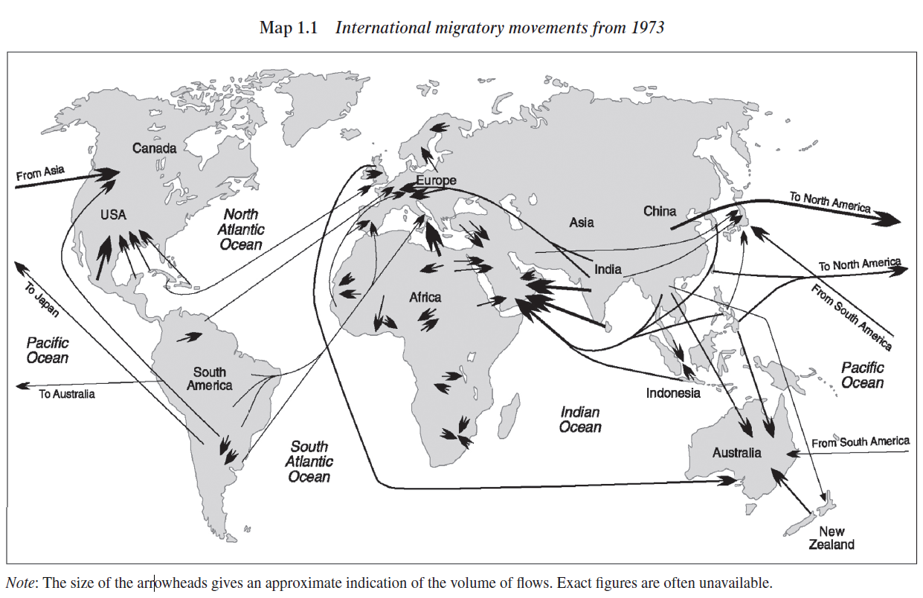 Map 1.1 International migratory movements from 1973
Canada
From Asia
Europe
USA
North
Atlantic
Ocean
Asia
China
To North America
India
To North America
To Japan
Africa
From South America
Pacific
Ocean
South
America
Pacific
Ocean
To Australia
Indonesia
Indian
Ocean
South
Atlantic
Ocean
Australia
From South America
New
Zealand
Note: The size of the arrowheads gives an approximate indication of the volume of flows. Exact figures are often unavailable.